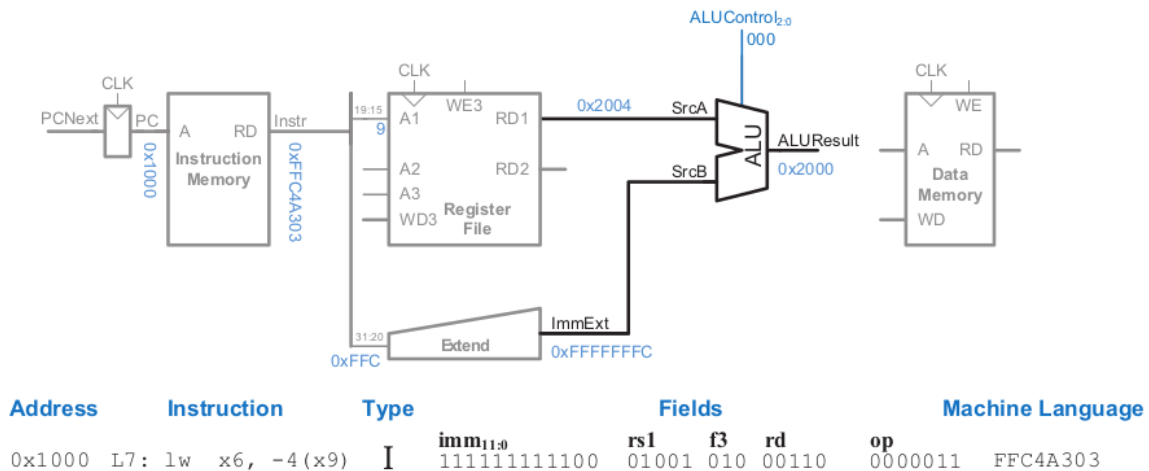 ALUControl2:0
000
CLK
CLK
CLK
PCNext
PC
A
RD
Instr
19:15
A1
WE3
RD1
0x2004
SrcA
ALU
ALUResult
WE
9
Instruction
Memory
A2
RD2
SrcB
0x2000
A
RD
0x1000
0xFFC4A303
A3
Register
File
WD3
Data
Memory
WD
ImmExt
31:20
Extend
0xFFC
0xFFFFFFFC
Address Instruction Type Fields Machine Language
imm11:0 rs1 f3 rd op
0x1000 L7: lw x6, -4(x9) I 111111111100 01001 010 00110 0000011 FFC4A303